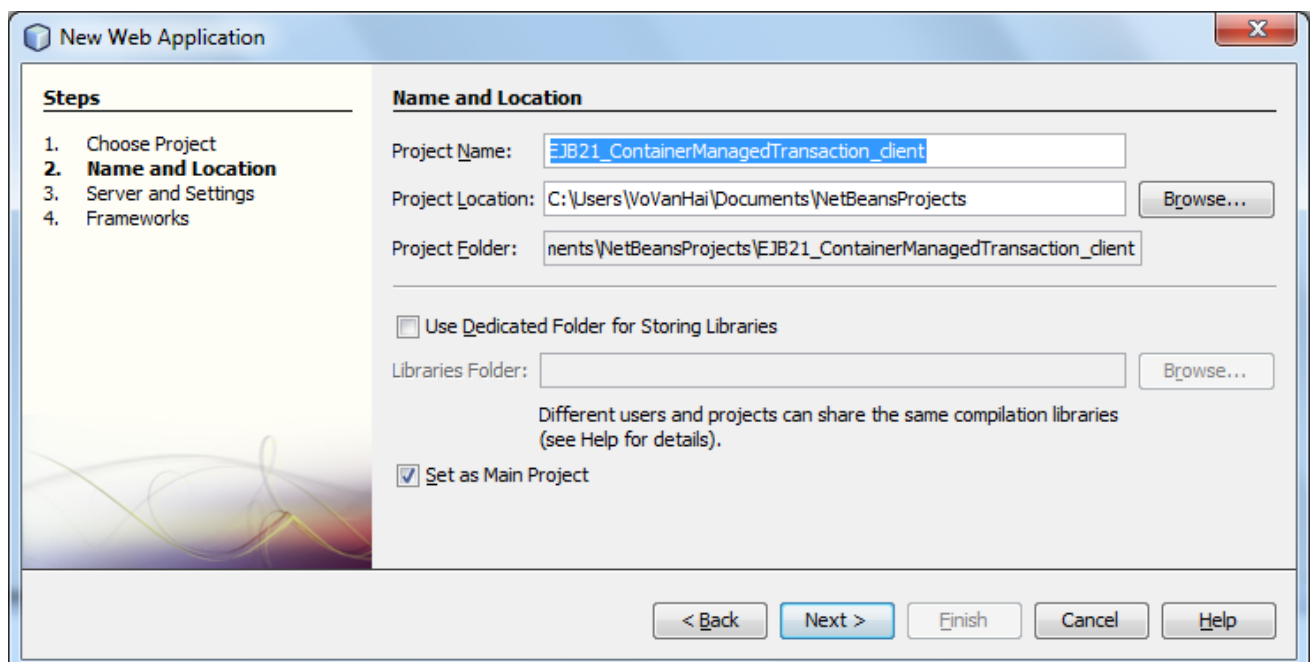 New Web Application
Steps
1. Choose Project
2. Name and Location
3. Server and Settings
4. Frameworks
Name and Location
Project Name: EJB21_ContainerManagedTransaction_client
Project Location: C:\Users\VoVanHai\Documents\NetBeansProjects Browse...
Project Folder: nents\NetBeansProjects\EJB21_ContainerManagedTransaction_client
Use Dedicated Folder for Storing Libraries
Libraries Folder: Browse...
Different users and projects can share the same compilation libraries
(see Help for details).
Set as Main Project
< Back Next > Finish Cancel Help